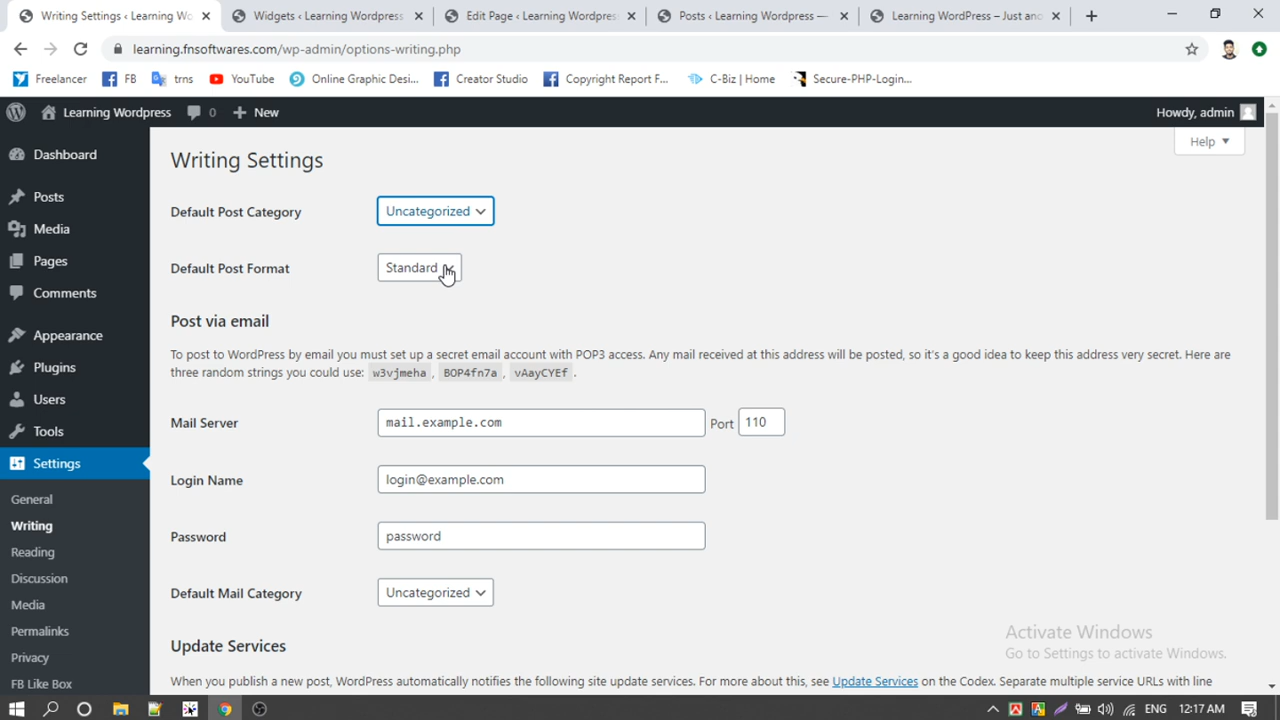 Writing Settings ‹ Learning Wo
Widgets ‹ Learning Wordpress
Edit Page ‹ Learning Wordpress
Posts ‹ Learning Wordpress —
Learning WordPress – Just ano
learning.fnsoftwares.com/wp-admin/options-writing.php
Freelancer
FB
trns
YouTube
Online Graphic Desi...
Creator Studio
Copyright Report F...
C-Biz | Home
Secure-PHP-Login...
Learning Wordpress
0
New
Howdy, admin
Help
Dashboard
Posts
Media
Pages
Comments
Appearance
Plugins
Users
Tools
Settings
General
Writing
Reading
Discussion
Media
Permalinks
Privacy
FB Like Box
Writing Settings
Default Post Category
Uncategorized
Default Post Format
Standard
Post via email
To post to WordPress by email you must set up a secret email account with POP3 access. Any mail received at this address will be posted, so it's a good idea to keep this address very secret. Here are
three random strings you could use: w3vjmeha , BOP4fn7a , vAayCYEf .
Mail Server
mail.example.com
Port 110
Login Name
login@example.com
Password
password
Default Mail Category
Uncategorized
Update Services
When you publish a new post, WordPress automatically notifies the following site update services. For more about this, see Update Services on the Codex. Separate multiple service URLs with line
Activate Windows
Go to Settings to activate Windows.
ENG
12:17 AM